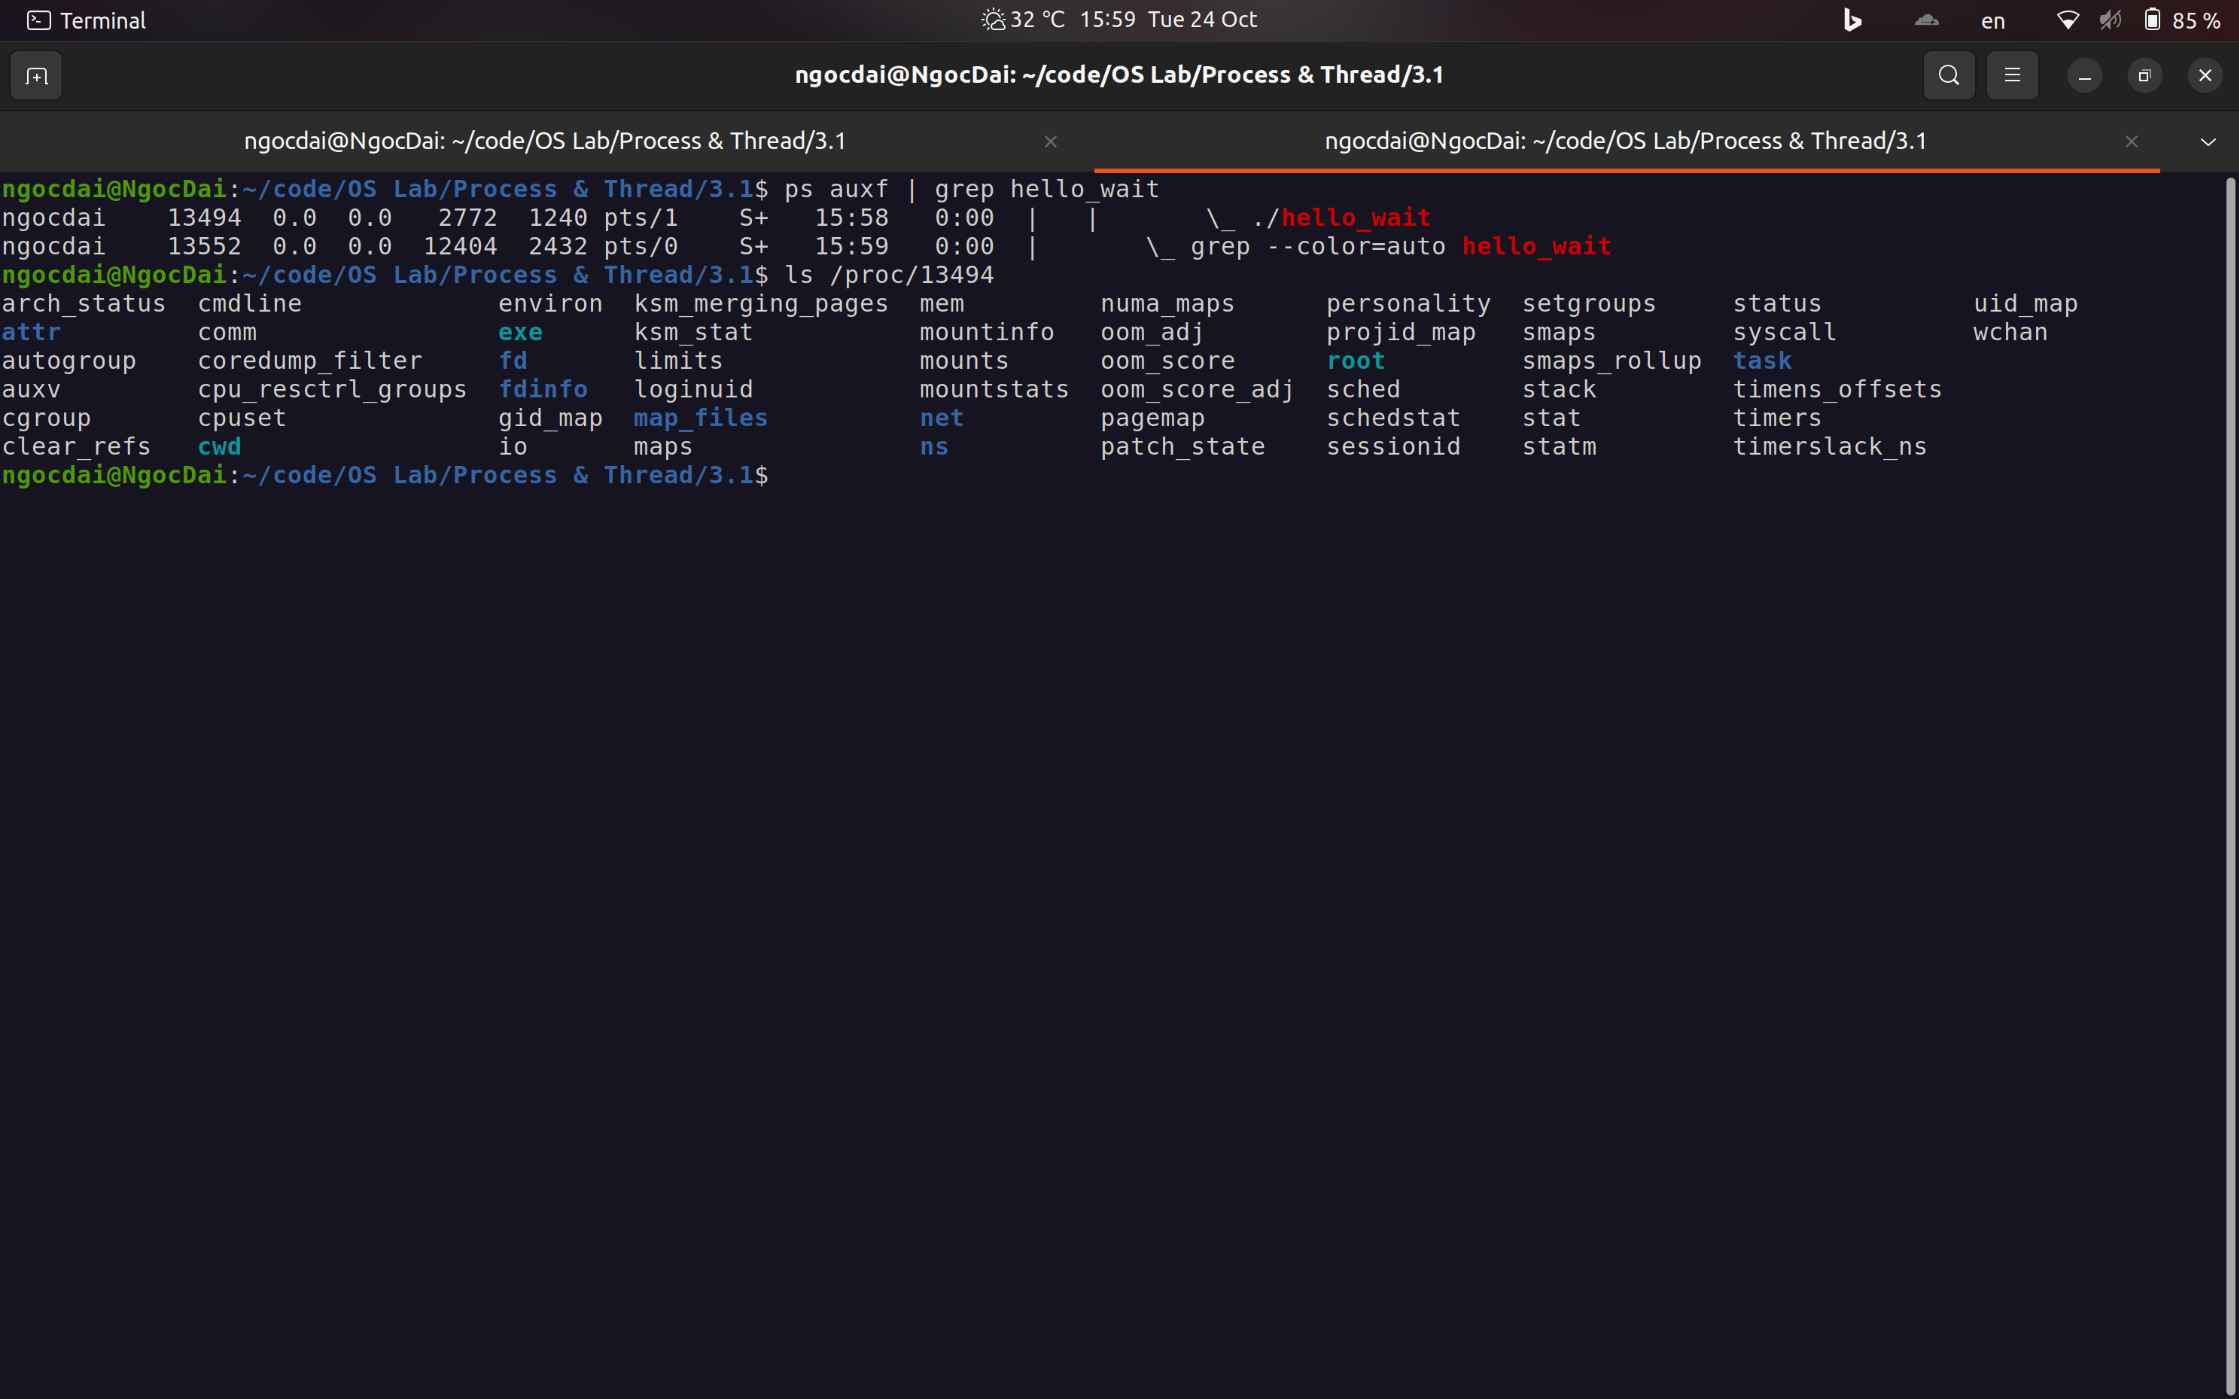 Terminal
32 °C 15:59 Tue 24 Oct
en
85 %
ngocdai@NgocDai: ~/code/OS Lab/Process & Thread/3.1
ngocdai@NgocDai: ~/code/OS Lab/Process & Thread/3.1
ngocdai@NgocDai: ~/code/OS Lab/Process & Thread/3.1
ngocdai@NgocDai:~/code/OS Lab/Process & Thread/3.1$ ps auxf | grep hello_wait
ngocdai    13494  0.0  0.0   2772  1240 pts/1    S+   15:58   0:00  |   |       \_ ./hello_wait
ngocdai    13552  0.0  0.0  12404  2432 pts/0    S+   15:59   0:00  |       \_ grep --color=auto hello_wait
ngocdai@NgocDai:~/code/OS Lab/Process & Thread/3.1$ ls /proc/13494
arch_status  cmdline             environ  ksm_merging_pages  mem         numa_maps      personality  setgroups     status          uid_map
attr         comm                exe      ksm_stat           mountinfo   oom_adj        projid_map   smaps         syscall         wchan
autogroup    coredump_filter     fd       limits             mounts      oom_score      root         smaps_rollup  task
auxv         cpu_resctrl_groups  fdinfo   loginuid           mountstats  oom_score_adj  sched        stack         timens_offsets
cgroup       cpuset              gid_map  map_files          net         pagemap        schedstat    stat          timers
clear_refs   cwd                 io       maps               ns          patch_state    sessionid    statm         timerslack_ns
ngocdai@NgocDai:~/code/OS Lab/Process & Thread/3.1$